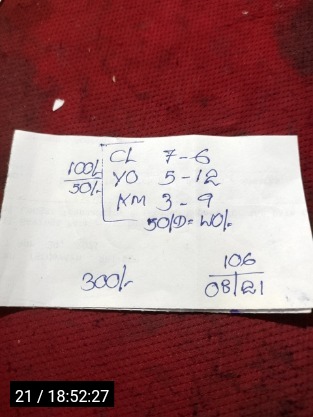 CL 7-6
100/- YO 5-12
50/- KM 3-9
50/D=WO/-
300/-
106
08/21
21 / 18:52:27